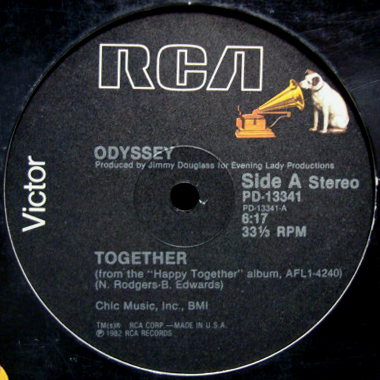 RCA
Victor
ODYSSEY
Produced by Jimmy Douglass for Evening Lady Productions
Side A Stereo
PD-13341
PD-13341-A
6:17
33⅓ RPM
TOGETHER
(from the "Happy Together" album, AFL1-4240)
(N. Rodgers-B. Edwards)
Chic Music, Inc., BMI
TM(s)® RCA CORP.—MADE IN U.S.A.
℗ 1982 RCA RECORDS